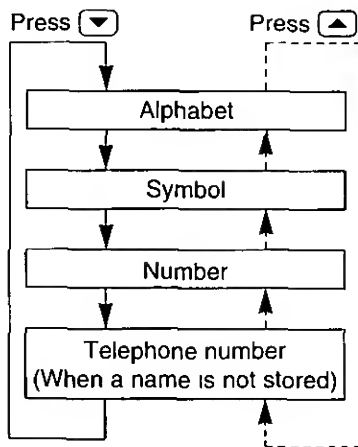 Press ▼ Press ▲
Alphabet
Symbol
Number
Telephone number
(When a name is not stored)